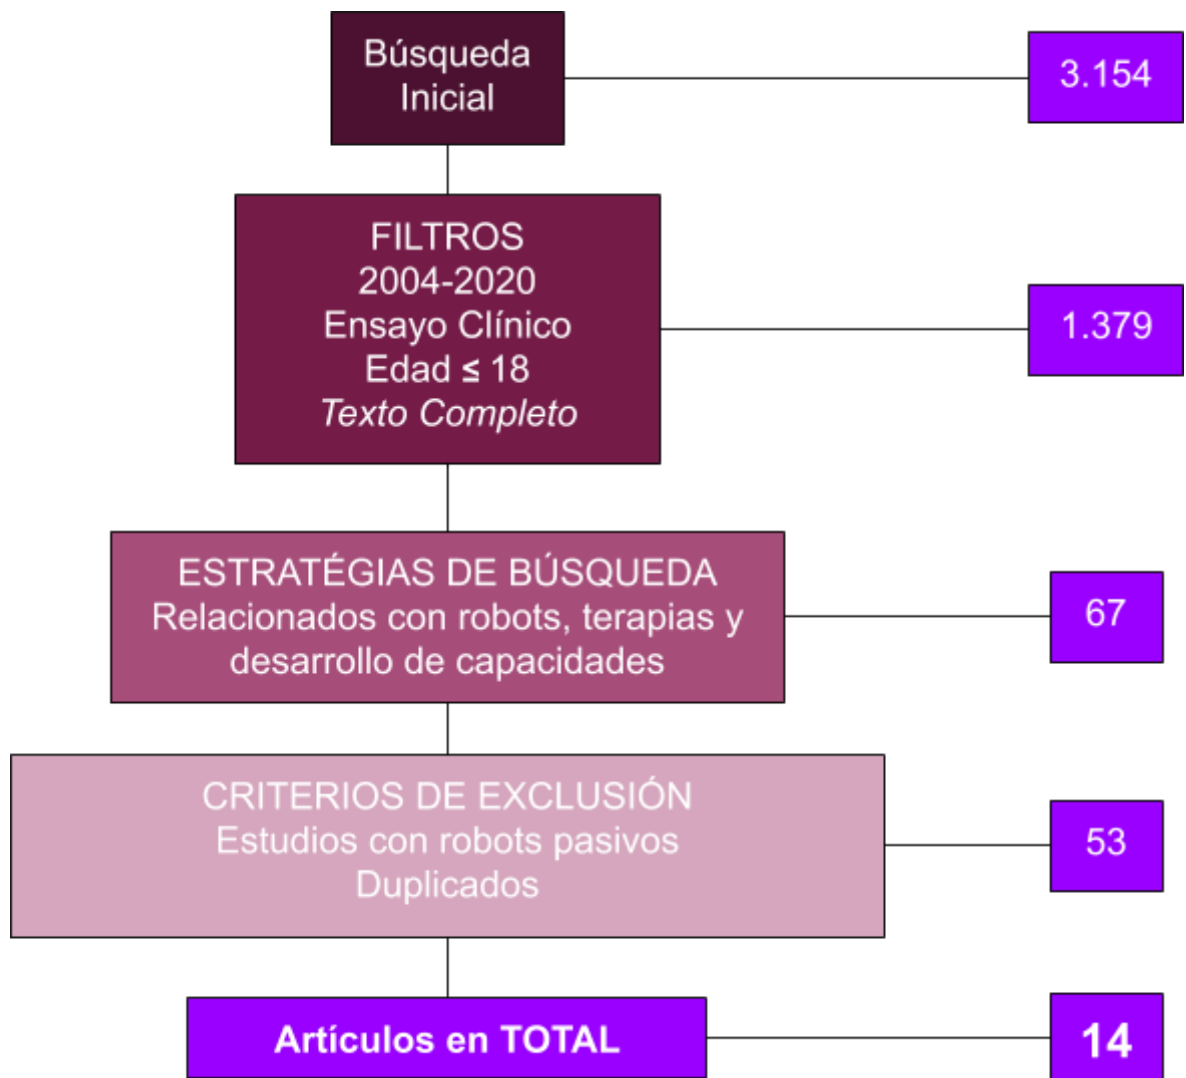 Búsqueda
Inicial
3.154
FILTROS
2004-2020
Ensayo Clínico
Edad ≤ 18
Texto Completo
1.379
ESTRATÉGIAS DE BÚSQUEDA
Relacionados con robots, terapias y
desarrollo de capacidades
67
CRITERIOS DE EXCLUSIÓN
Estudios con robots pasivos
Duplicados
53
Artículos en TOTAL
14